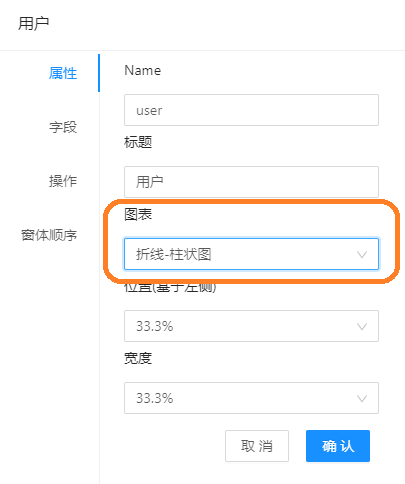 用户
属性
字段
操作
窗体顺序
Name
user
标题
用户
图表
折线-柱状图
位置(基于左侧)
33.3%
宽度
33.3%
取 消
确 认